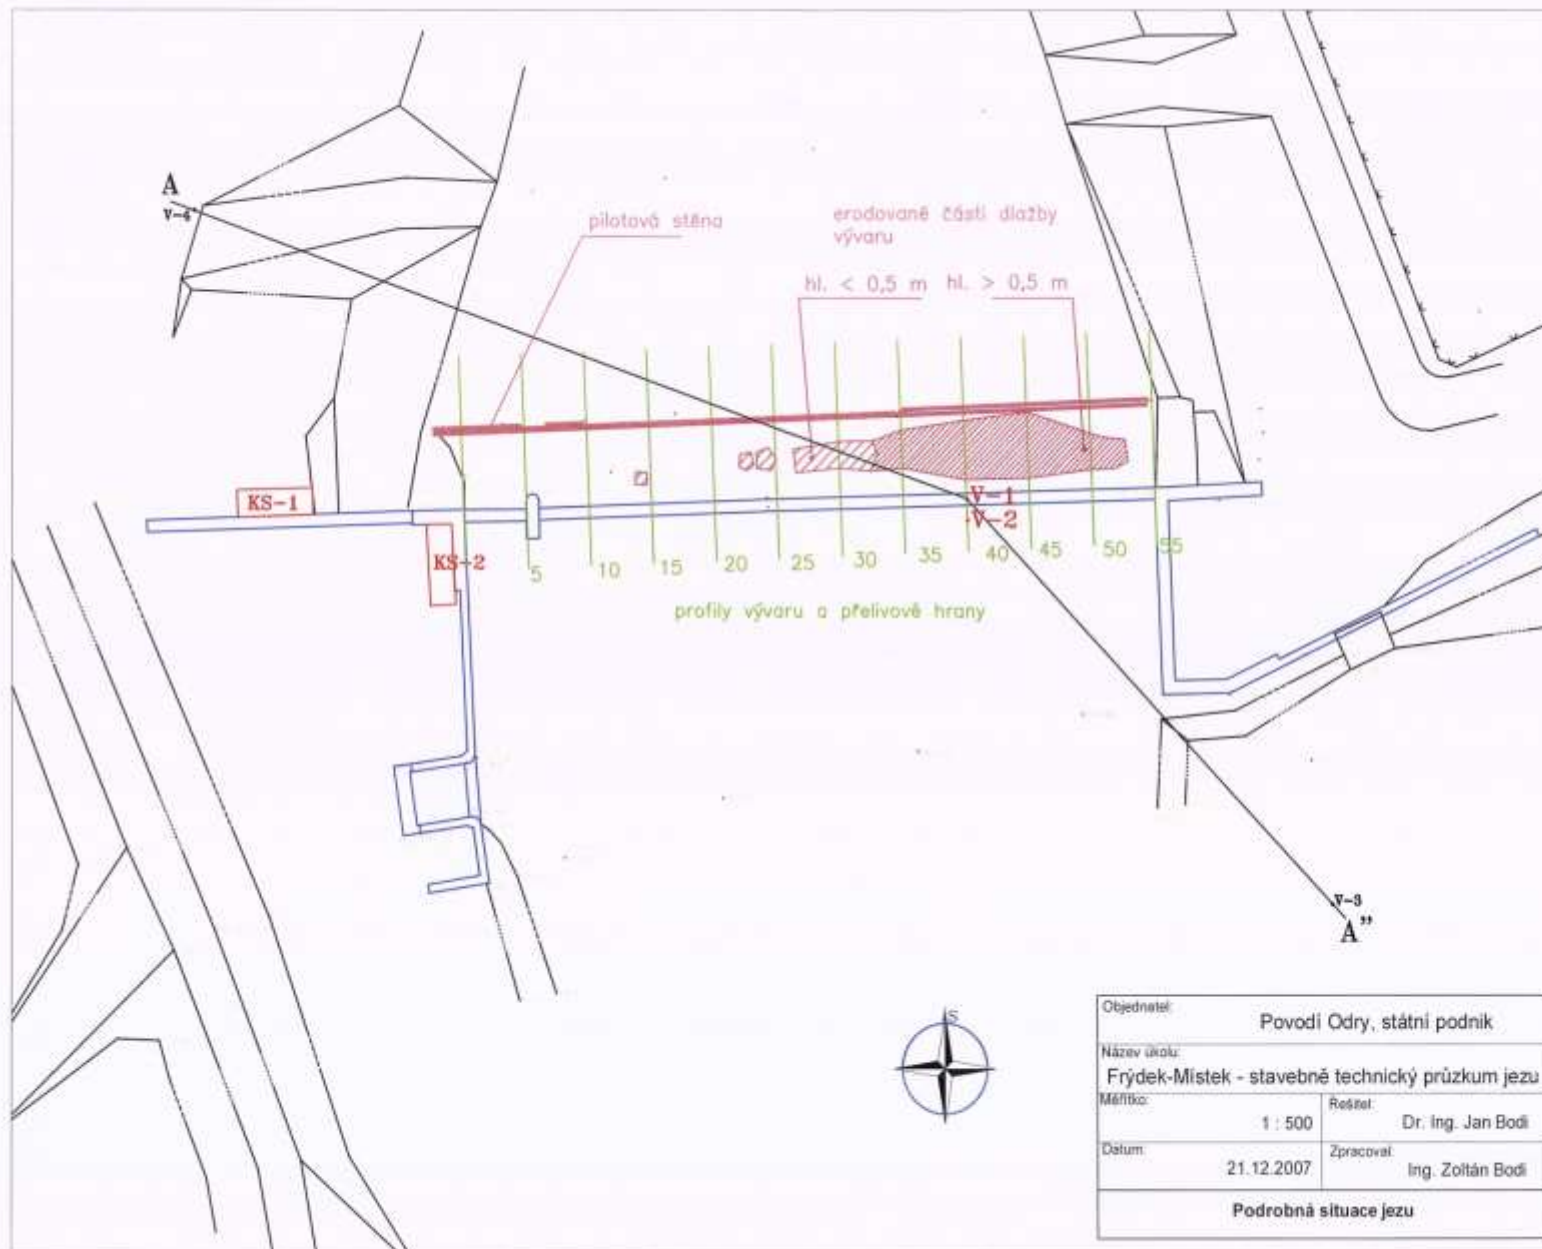 A
V-4
pilotová stěna
erodované části dlažby
vývaru
hl. < 0,5 m
hl. > 0,5 m
KS-1
KS-2
V-1
V-2
5
10
15
20
25
30
35
40
45
50
55
profily vývaru a přelivové hrany
V-3
A"
S
Objednatel:
Povodí Odry, státní podnik
Název úkolu:
Frýdek-Místek - stavebně technický průzkum jezu
Měřítko:
1 : 500
Řešitel:
Dr. Ing. Jan Bodi
Datum:
21.12.2007
Zpracoval:
Ing. Zoltán Bodi
Podrobná situace jezu